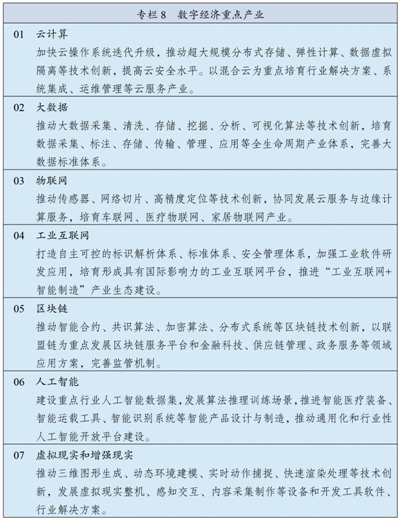 专栏8 数字经济重点产业
01 云计算
加快云操作系统迭代升级，推动超大规模分布式存储、弹性计算、数据虚拟
隔离等技术创新，提高云安全水平。以混合云为重点培育行业解决方案、系
统集成、运维管理等云服务产业。
02 大数据
推动大数据采集、清洗、存储、挖掘、分析、可视化算法等技术创新，培育
数据采集、标注、存储、传输、管理、应用等全生命周期产业体系，完善大
数据标准体系。
03 物联网
推动传感器、网络切片、高精度定位等技术创新，协同发展云服务与边缘计
算服务，培育车联网、医疗物联网、家居物联网产业。
04 工业互联网
打造自主可控的标识解析体系、标准体系、安全管理体系，加强工业软件研
发应用，培育形成具有国际影响力的工业互联网平台，推进“工业互联网+
智能制造”产业生态建设。
05 区块链
推动智能合约、共识算法、加密算法、分布式系统等区块链技术创新，以联
盟链为重点发展区块链服务平台和金融科技、供应链管理、政务服务等领域
应用方案，完善监管机制。
06 人工智能
建设重点行业人工智能数据集，发展算法推理训练场景，推进智能医疗装备、
智能运载工具、智能识别系统等智能产品设计与制造，推动通用化和行业性
人工智能开放平台建设。
07 虚拟现实和增强现实
推动三维图形生成、动态环境建模、实时动作捕捉、快速渲染处理等技术创
新，发展虚拟现实整机、感知交互、内容采集制作等设备和开发工具软件、
行业解决方案。